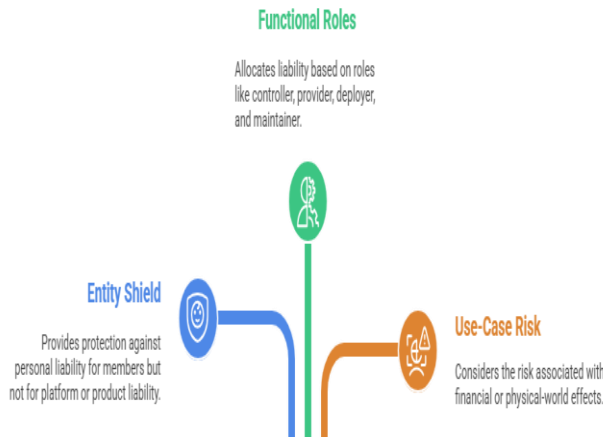 Functional Roles
Allocates liability based on roles
like controller, provider, deployer,
and maintainer.
Entity Shield
Provides protection against
personal liability for members but
not for platform or product liability.
Use-Case Risk
Considers the risk associated with
financial or physical-world effects.